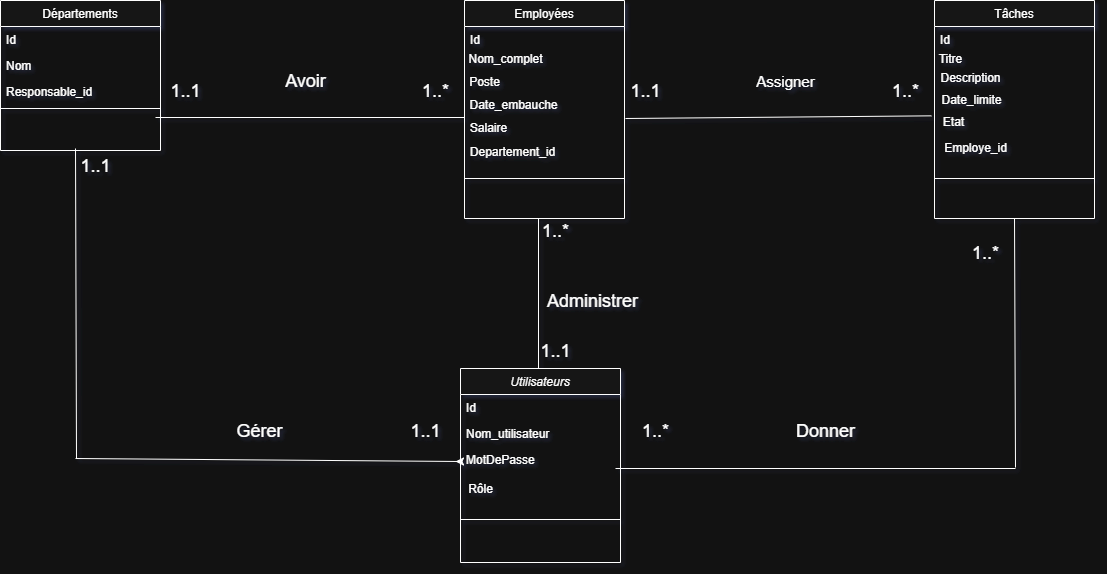 Départements
Id
Nom
Responsable_id
Employées
Id
Nom_complet
Poste
Date_embauche
Salaire
Departement_id
Tâches
Id
Titre
Description
Date_limite
Etat
Employe_id
1..1
Avoir
1..*
1..1
Assigner
1..*
1..1
1..*
1..*
Administrer
1..1
Utilisateurs
Id
Nom_utilisateur
MotDePasse
Rôle
Gérer
1..1
1..*
Donner